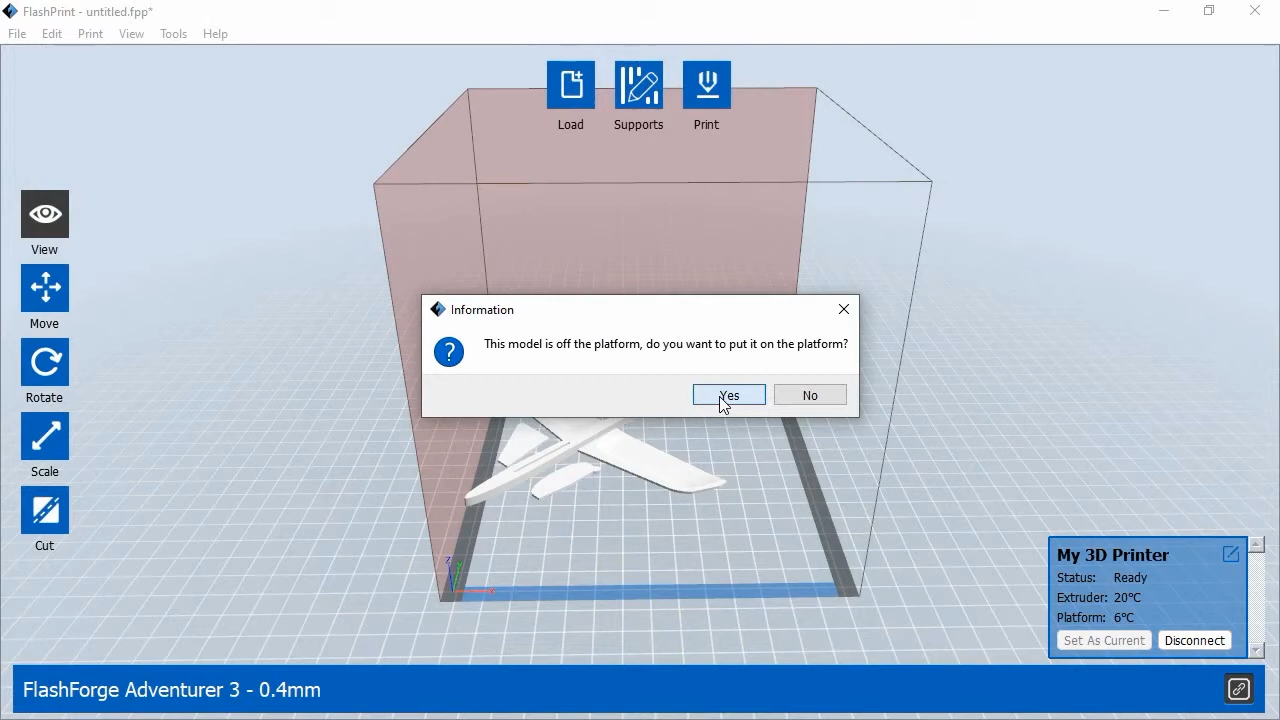 FlashPrint - untitled.fpp*
File Edit Print View Tools Help
Load Supports Print
View
Move
Rotate
Scale
Cut
Information
This model is off the platform, do you want to put it on the platform?
Yes No
My 3D Printer
Status: Ready
Extruder: 20°C
Platform: 6°C
Set As Current Disconnect
FlashForge Adventurer 3 - 0.4mm